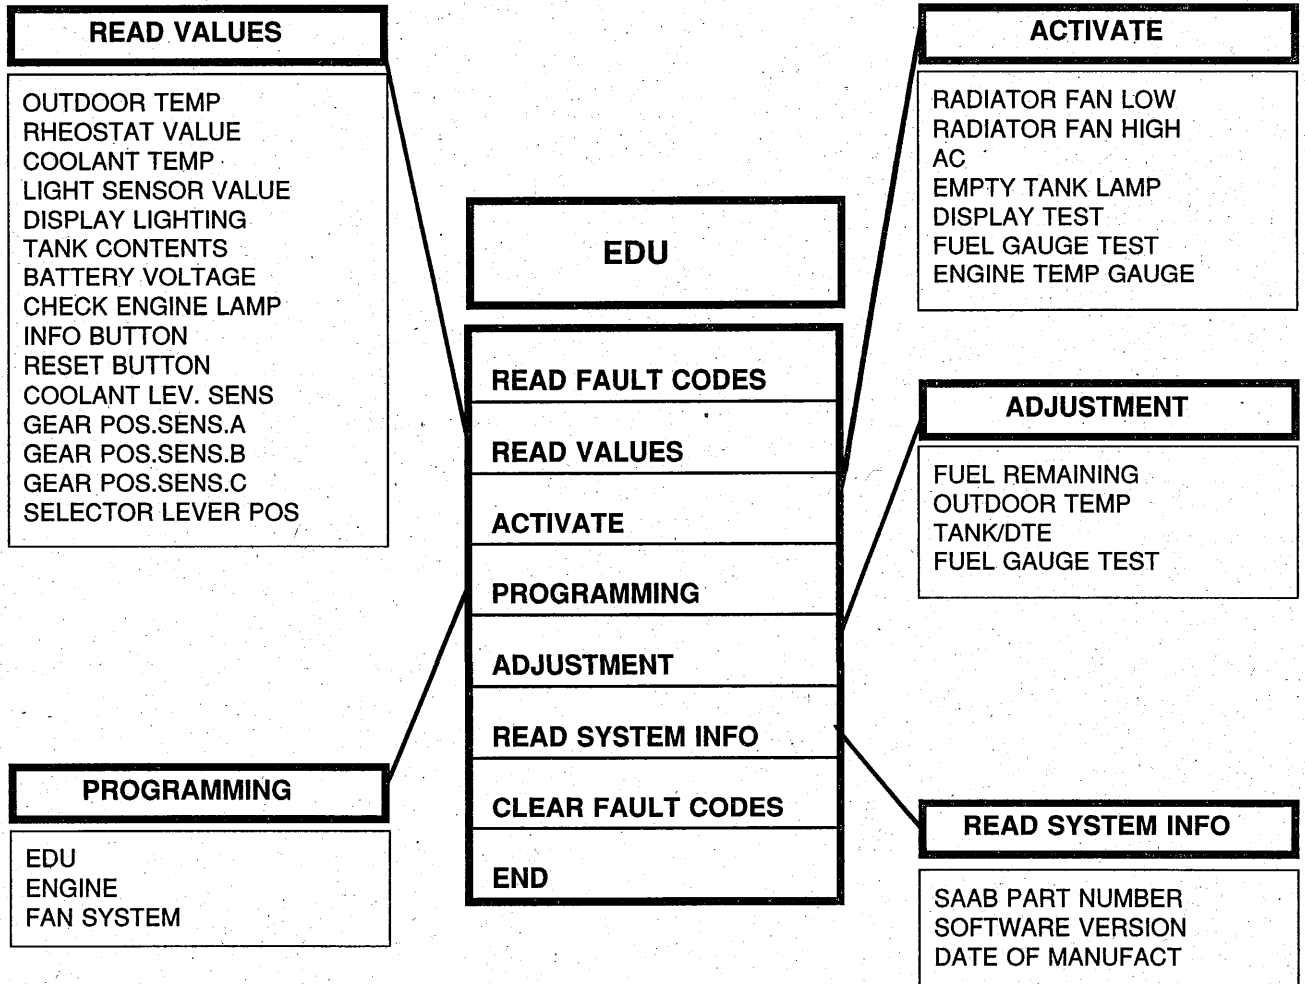 READ VALUES
OUTDOOR TEMP
RHEOSTAT VALUE
COOLANT TEMP
LIGHT SENSOR VALUE
DISPLAY LIGHTING
TANK CONTENTS
BATTERY VOLTAGE
CHECK ENGINE LAMP
INFO BUTTON
RESET BUTTON
COOLANT LEV. SENS
GEAR POS.SENS.A
GEAR POS.SENS.B
GEAR POS.SENS.C
SELECTOR LEVER POS
PROGRAMMING
EDU
ENGINE
FAN SYSTEM
EDU
READ FAULT CODES
READ VALUES
ACTIVATE
PROGRAMMING
ADJUSTMENT
READ SYSTEM INFO
CLEAR FAULT CODES
END
ACTIVATE
RADIATOR FAN LOW
RADIATOR FAN HIGH
AC
EMPTY TANK LAMP
DISPLAY TEST
FUEL GAUGE TEST
ENGINE TEMP GAUGE
ADJUSTMENT
FUEL REMAINING
OUTDOOR TEMP
TANK/DTE
FUEL GAUGE TEST
READ SYSTEM INFO
SAAB PART NUMBER
SOFTWARE VERSION
DATE OF MANUFACT